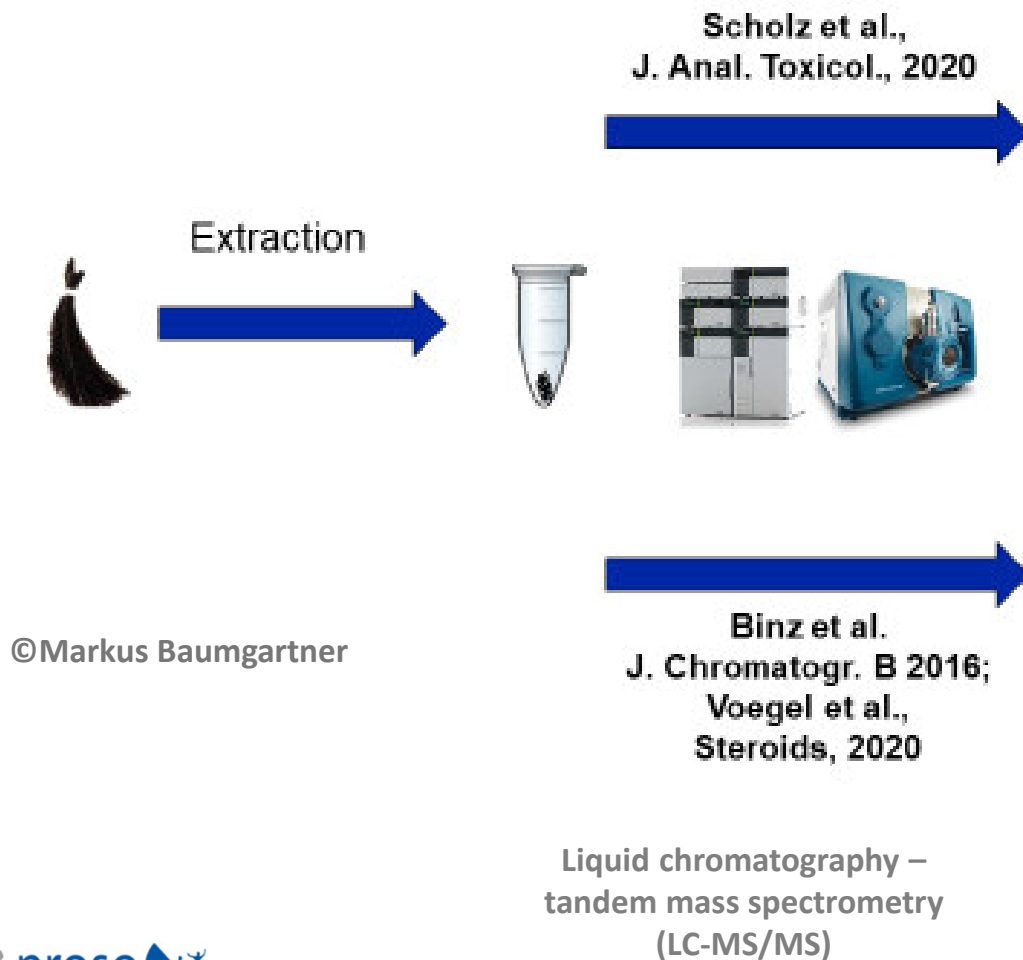 Scholz et al.,
J. Anal. Toxicol., 2020
Extraction
©Markus Baumgartner
Binz et al.
J. Chromatogr. B 2016;
Voegel et al.,
Steroids, 2020
Liquid chromatography –
tandem mass spectrometry
(LC-MS/MS)